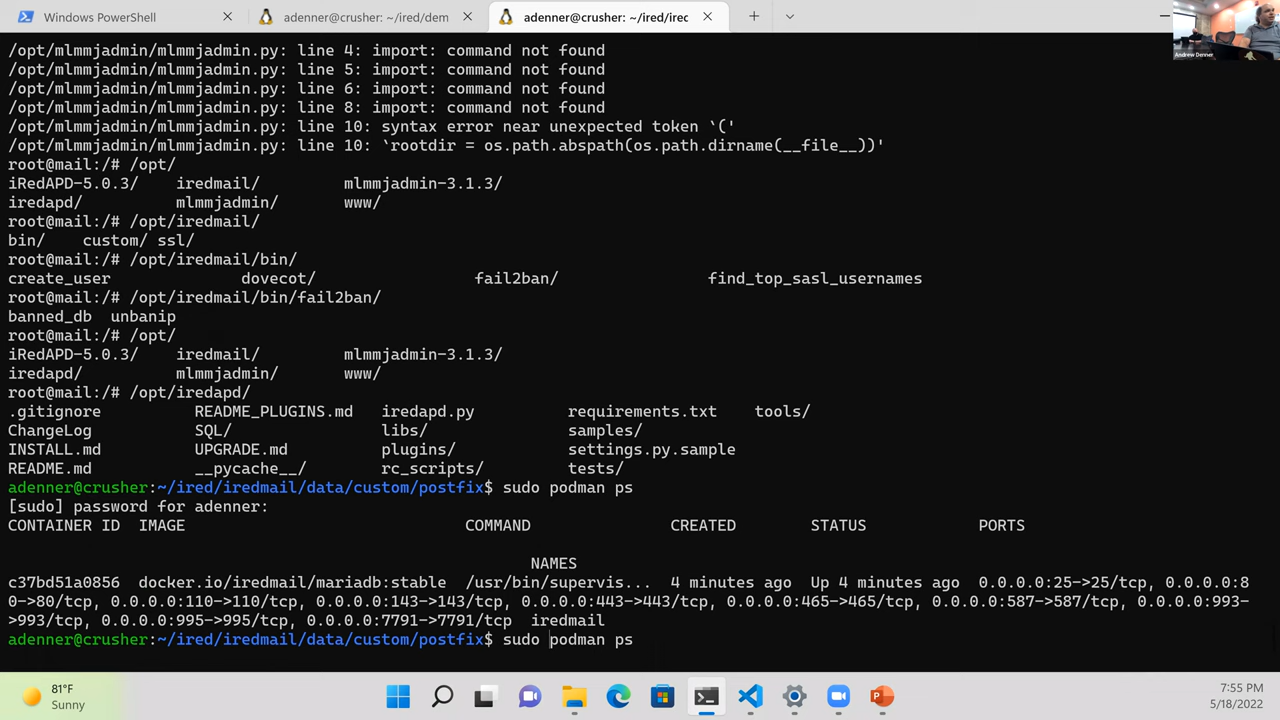 Windows PowerShell
adenner@crusher: ~/ired/dem
adenner@crusher: ~/ired/irec
/opt/mlmmjadmin/mlmmjadmin.py: line 4: import: command not found
/opt/mlmmjadmin/mlmmjadmin.py: line 5: import: command not found
/opt/mlmmjadmin/mlmmjadmin.py: line 6: import: command not found
/opt/mlmmjadmin/mlmmjadmin.py: line 8: import: command not found
/opt/mlmmjadmin/mlmmjadmin.py: line 10: syntax error near unexpected token `('
/opt/mlmmjadmin/mlmmjadmin.py: line 10: `rootdir = os.path.abspath(os.path.dirname(__file__))'
root@mail:/# /opt/
iRedAPD-5.0.3/ iredmail/ mlmmjadmin-3.1.3/
iredapd/ mlmmjadmin/ www/
root@mail:/# /opt/iredmail/
bin/ custom/ ssl/
root@mail:/# /opt/iredmail/bin/
create_user dovecot/ fail2ban/ find_top_sasl_usernames
root@mail:/# /opt/iredmail/bin/fail2ban/
banned_db unbanip
root@mail:/# /opt/
iRedAPD-5.0.3/ iredmail/ mlmmjadmin-3.1.3/
iredapd/ mlmmjadmin/ www/
root@mail:/# /opt/iredapd/
.gitignore README_PLUGINS.md iredapd.py requirements.txt tools/
ChangeLog SQL/ libs/ samples/
INSTALL.md UPGRADE.md plugins/ settings.py.sample
README.md __pycache__/ rc_scripts/ tests/
adenner@crusher:~/ired/iredmail/data/custom/postfix$ sudo podman ps
[sudo] password for adenner:
CONTAINER ID IMAGE COMMAND CREATED STATUS PORTS
NAMES
c37bd51a0856 docker.io/iredmail/mariadb:stable /usr/bin/supervis... 4 minutes ago Up 4 minutes ago 0.0.0.0:25->25/tcp, 0.0.0.0:8
0->80/tcp, 0.0.0.0:110->110/tcp, 0.0.0.0:143->143/tcp, 0.0.0.0:443->443/tcp, 0.0.0.0:465->465/tcp, 0.0.0.0:587->587/tcp, 0.0.0.0:993-
>993/tcp, 0.0.0.0:995->995/tcp, 0.0.0.0:7791->7791/tcp iredmail
adenner@crusher:~/ired/iredmail/data/custom/postfix$ sudo podman ps
Andrew Denner
81°F
Sunny
7:55 PM
5/18/2022